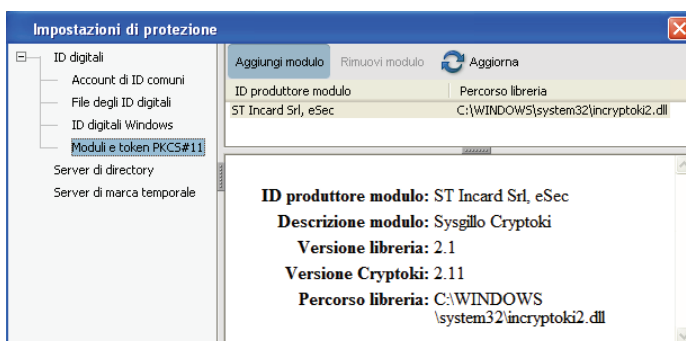 Impostazioni di protezione
ID digitali
Account di ID comuni
File degli ID digitali
ID digitali Windows
Moduli e token PKCS#11
Server di directory
Server di marca temporale
Aggiungi modulo Rimuovi modulo Aggiorna
ID produttore modulo Percorso libreria
ST Incard Srl, eSec C:\WINDOWS\system32\incryptoki2.dll
ID produttore modulo: ST Incard Srl, eSec
Descrizione modulo: Sysgillo Cryptoki
Versione libreria: 2.1
Versione Cryptoki: 2.11
Percorso libreria: C:\WINDOWS
\system32\incryptoki2.dll